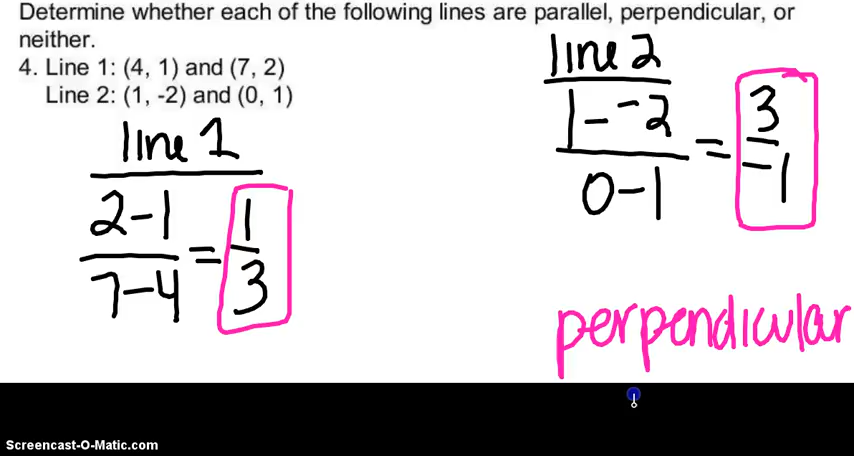 Determine whether each of the following lines are parallel, perpendicular, or
neither.
4. Line 1: (4, 1) and (7, 2)
Line 2: (1, -2) and (0, 1)
line 1
2-1
7-4
=
1
3
line 2
1--2
0-1
=
3
-1
perpendicular
Screencast-O-Matic.com